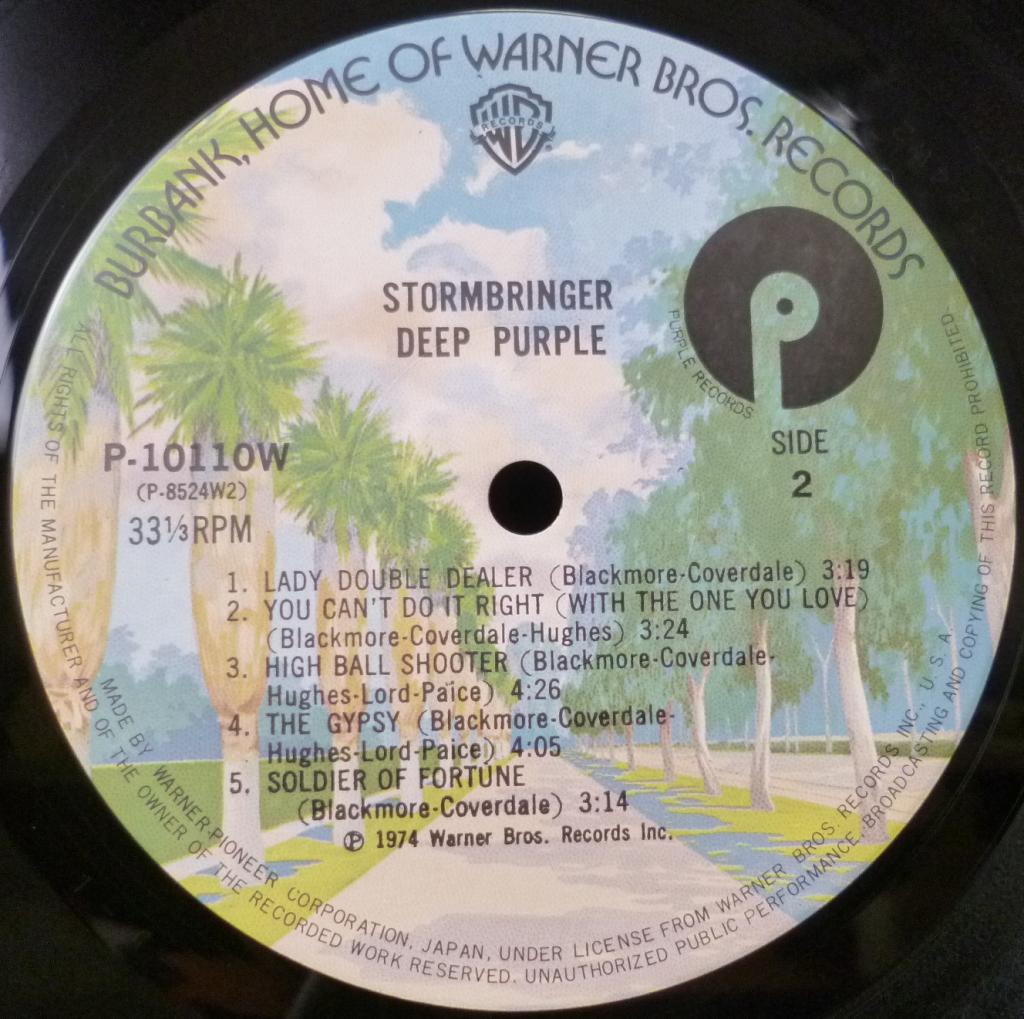 BURBANK, HOME OF WARNER BROS. RECORDS
RECORDS
STORMBRINGER
DEEP PURPLE
PURPLE RECORDS
SIDE
2
P-10110W
(P-8524W2)
33⅓RPM
1. LADY DOUBLE DEALER (Blackmore-Coverdale) 3:19
2. YOU CAN'T DO IT RIGHT (WITH THE ONE YOU LOVE)
(Blackmore-Coverdale-Hughes) 3:24
3. HIGH BALL SHOOTER (Blackmore-Coverdale-
Hughes-Lord-Paice) 4:26
4. THE GYPSY (Blackmore-Coverdale-
Hughes-Lord-Paice) 4:05
5. SOLDIER OF FORTUNE
(Blackmore-Coverdale) 3:14
℗ 1974 Warner Bros. Records Inc.
MADE BY WARNER-PIONEER CORPORATION, JAPAN, UNDER LICENSE FROM WARNER BROS. RECORDS INC., U. S. A.
ALL RIGHTS OF THE MANUFACTURER AND OF THE OWNER OF THE RECORDED WORK RESERVED. UNAUTHORIZED PUBLIC PERFORMANCE, BROADCASTING AND COPYING OF THIS RECORD PROHIBITED